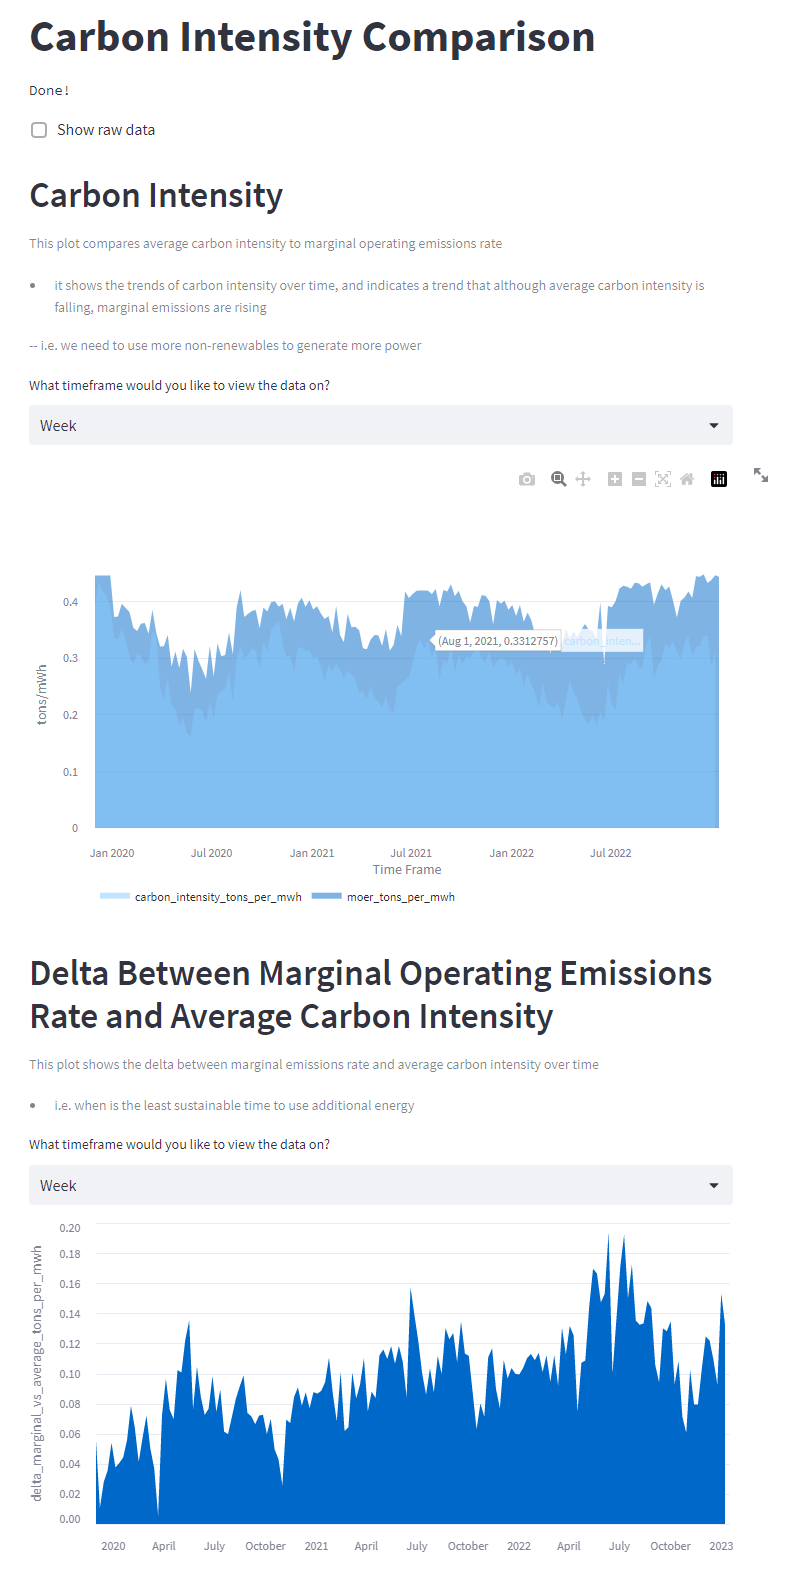 Carbon Intensity Comparison
Done!
Show raw data
Carbon Intensity
This plot compares average carbon intensity to marginal operating emissions rate
it shows the trends of carbon intensity over time, and indicates a trend that although average carbon intensity is
falling, marginal emissions are rising
-- i.e. we need to use more non-renewables to generate more power
What timeframe would you like to view the data on?
Week
0.4
0.3
0.2
0.1
0
tons/mWh
(Aug 1, 2021, 0.3312757) carbon_inten...
Jan 2020 Jul 2020 Jan 2021 Jul 2021 Jan 2022 Jul 2022
Time Frame
carbon_intensity_tons_per_mwh moer_tons_per_mwh
Delta Between Marginal Operating Emissions
Rate and Average Carbon Intensity
This plot shows the delta between marginal emissions rate and average carbon intensity over time
i.e. when is the least sustainable time to use additional energy
What timeframe would you like to view the data on?
Week
0.20
0.18
0.16
0.14
0.12
0.10
0.08
0.06
0.04
0.02
0.00
delta_marginal_vs_average_tons_per_mwh
2020 April July October 2021 April July October 2022 April July October 2023